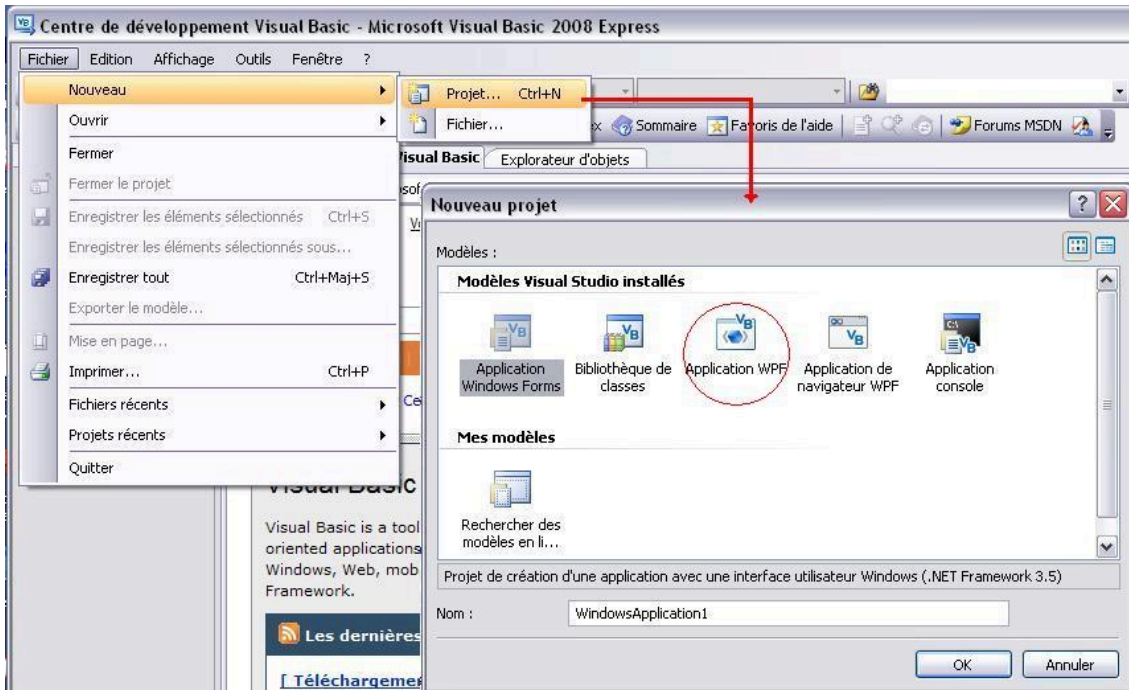 Centre de développement Visual Basic - Microsoft Visual Basic 2008 Express
Fichier Edition Affichage Outils Fenêtre ?
Nouveau
Ouvrir
Fermer
Fermer le projet
Enregistrer les éléments sélectionnés Ctrl+S
Enregistrer les éléments sélectionnés sous...
Enregistrer tout Ctrl+Maj+S
Exporter le modèle...
Mise en page...
Imprimer... Ctrl+P
Fichiers récents
Projets récents
Quitter
Projet... Ctrl+N
Fichier...
Sommaire Favoris de l'aide Forums MSDN
Visual Basic Explorateur d'objets
Nouveau projet
Modèles :
Modèles Visual Studio installés
Application Windows Forms
Bibliothèque de classes
Application WPF
Application de navigateur WPF
Application console
Mes modèles
Rechercher des modèles en li...
Projet de création d'une application avec une interface utilisateur Windows (.NET Framework 3.5)
Nom : WindowsApplication1
OK Annuler
Visual Basic
Visual Basic is a tool
oriented applications
Windows, Web, mob
Framework.
Les dernières
[ Téléchargeme